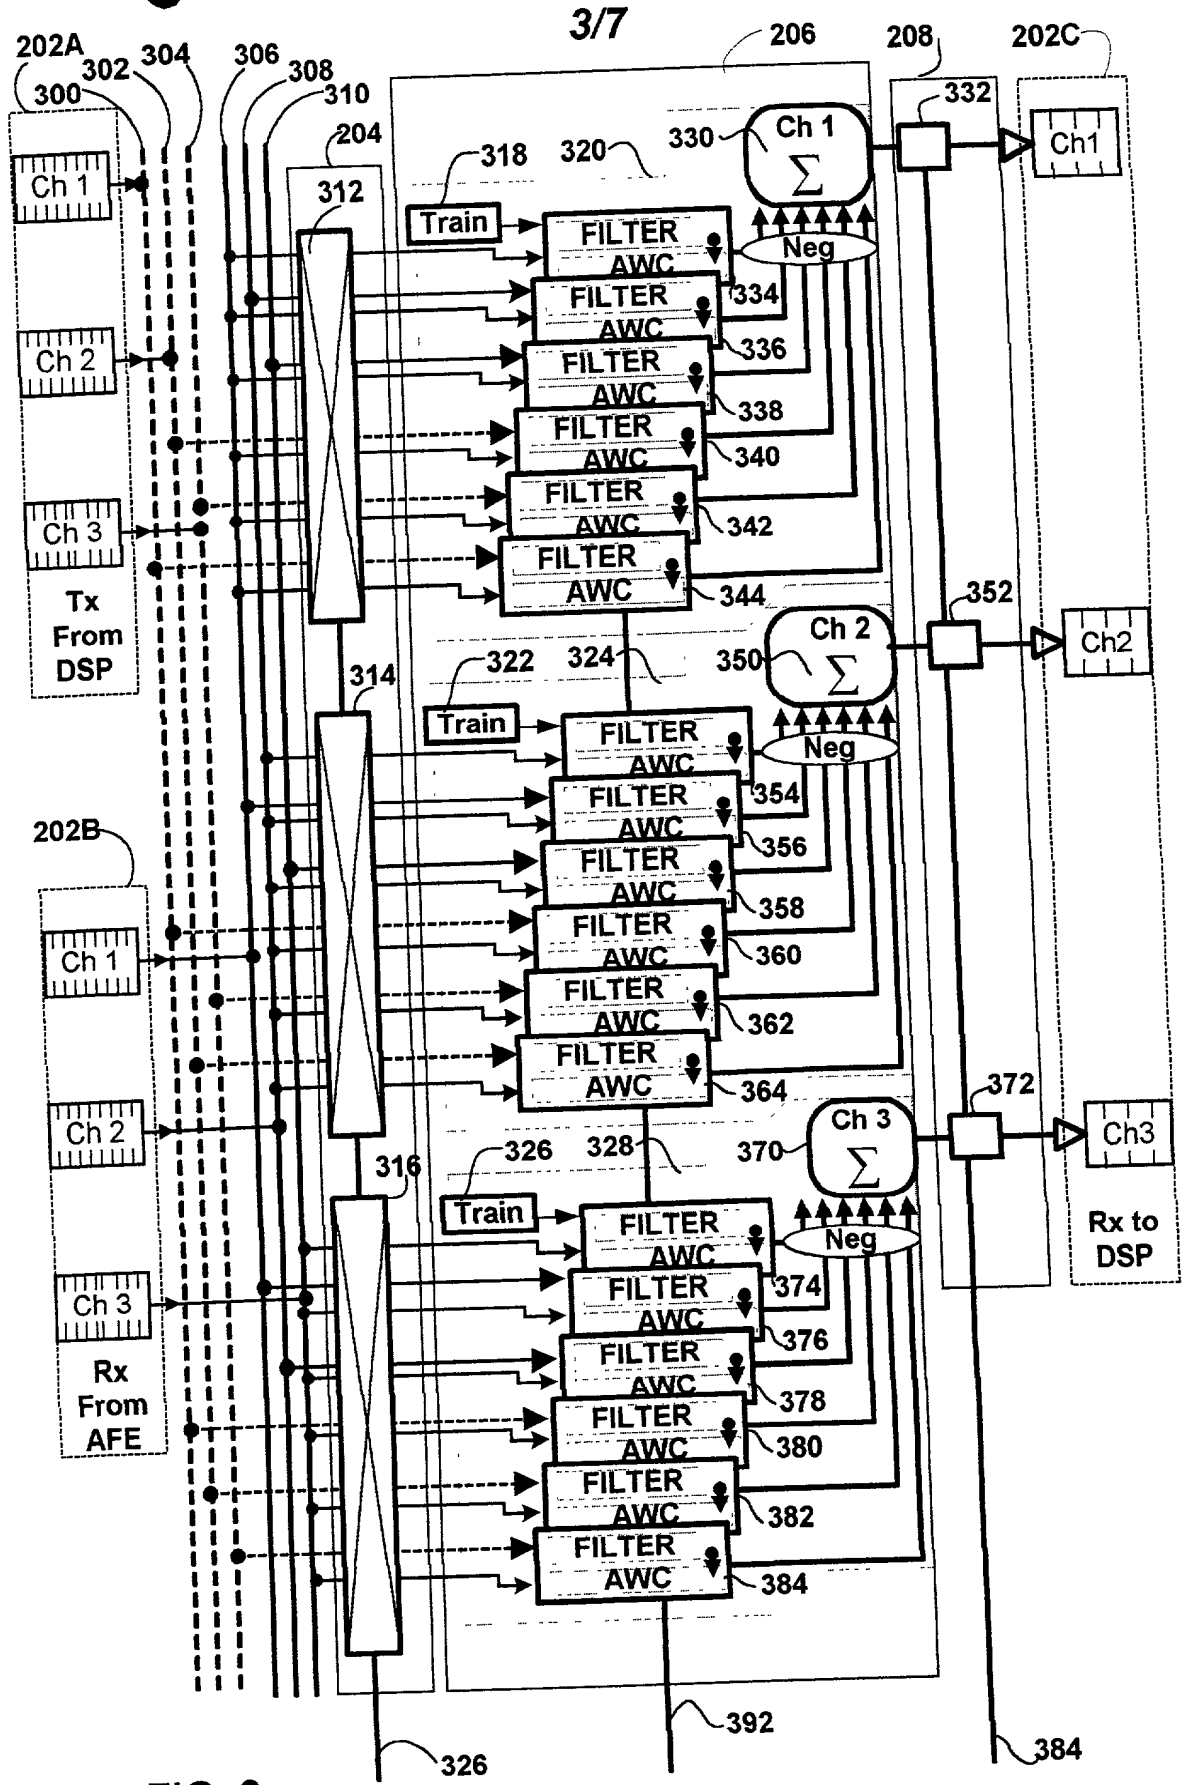 3/7
202A
304
302
300
306
308
310
206
208
202C
332
Ch 1
Σ
330
Ch1
204
318
320
312
Ch 1
Train
FILTER
AWC
Neg
334
FILTER
AWC
336
Ch 2
FILTER
AWC
338
FILTER
AWC
340
FILTER
AWC
342
Ch 3
FILTER
AWC
344
Tx
From
DSP
352
Ch 2
Σ
350
Ch2
322
324
314
Train
FILTER
AWC
Neg
354
FILTER
AWC
356
202B
FILTER
AWC
358
FILTER
AWC
360
Ch 1
FILTER
AWC
362
FILTER
AWC
364
372
Ch 2
Ch 3
Σ
370
Ch3
326
328
316
Train
FILTER
AWC
Neg
374
Rx to
DSP
Ch 3
FILTER
AWC
376
FILTER
AWC
378
Rx
From
AFE
FILTER
AWC
380
FILTER
AWC
382
FILTER
AWC
384
392
326
384